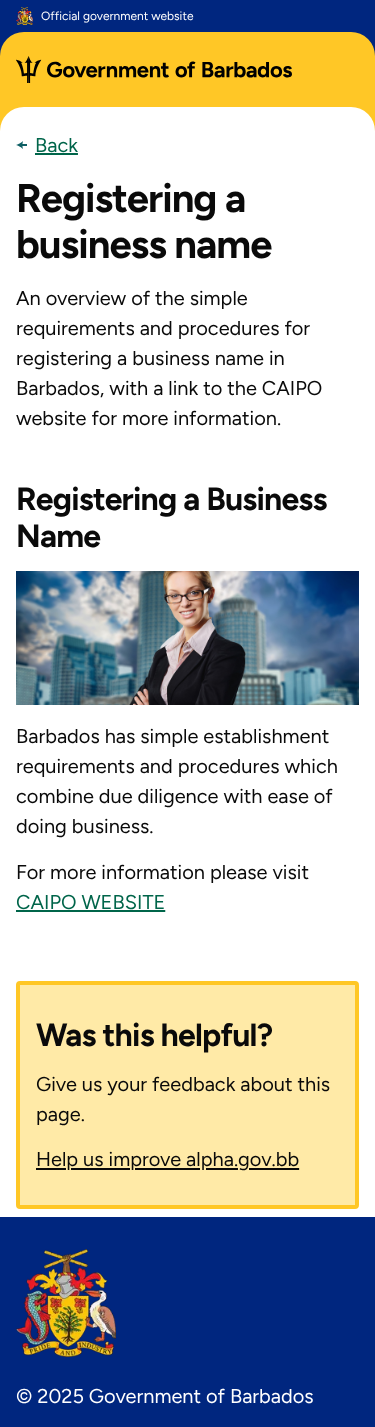 Official government website
Government of Barbados
Back
Registering a
business name
An overview of the simple
requirements and procedures for
registering a business name in
Barbados, with a link to the CAIPO
website for more information.
Registering a Business
Name
Barbados has simple establishment
requirements and procedures which
combine due diligence with ease of
doing business.
For more information please visit
CAIPO WEBSITE
Was this helpful?
Give us your feedback about this
page.
Help us improve alpha.gov.bb
PRIDE AND INDUSTRY
© 2025 Government of Barbados